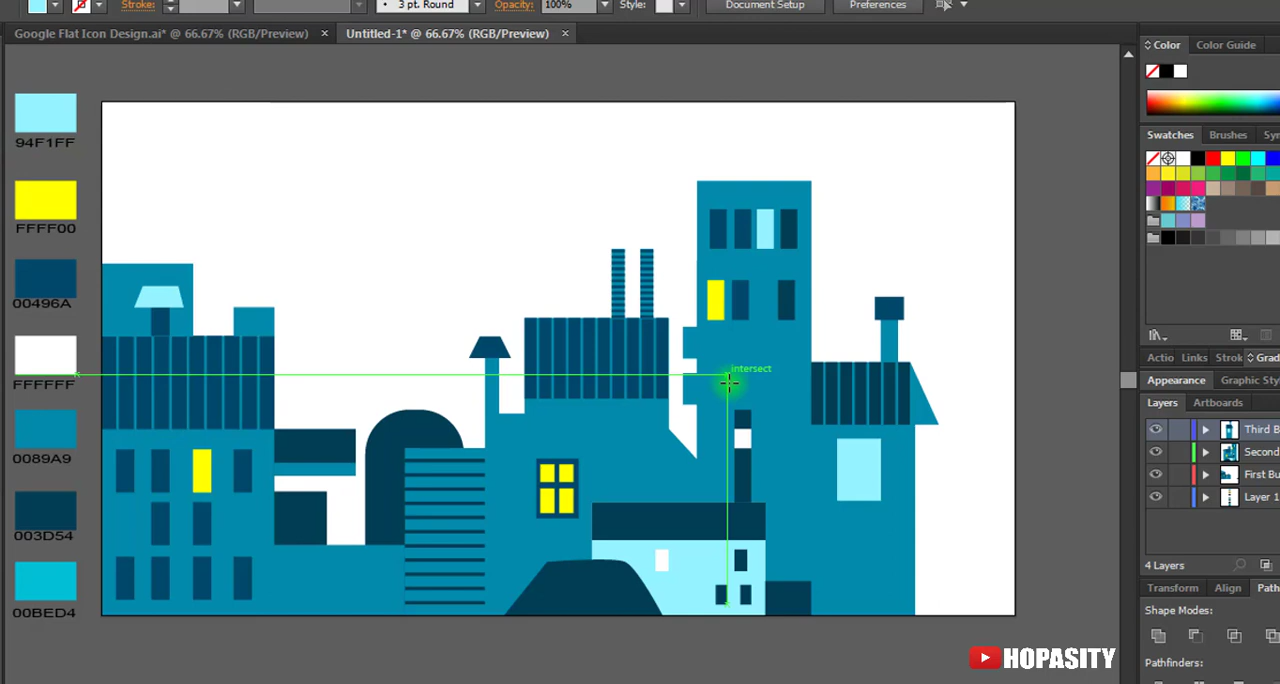 Stroke:
3 pt. Round
Opacity:
100%
Style:
Document Setup
Preferences
Google Flat Icon Design.ai* @ 66.67% (RGB/Preview) ×
Untitled-1* @ 66.67% (RGB/Preview) ×
Color
Color Guide
94F1FF
Swatches
Brushes
Syr
FFFF00
00496A
Actio
Links
Strok
Grad
intersect
Appearance
Graphic Sty
FFFFFF
Layers
Artboards
Third B
Second
0089A9
First Bu
Layer 1
003D54
4 Layers
Transform
Align
Path
00BED4
Shape Modes:
HOPASITY
Pathfinders: